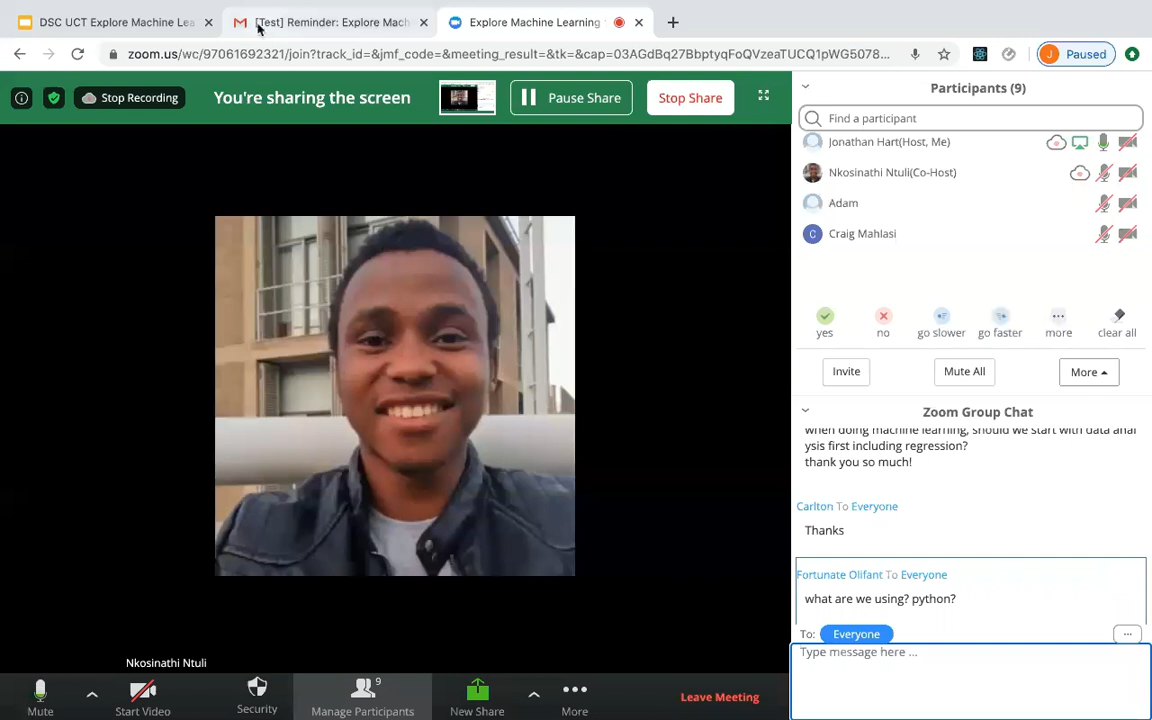 DSC UCT Explore Machine Lea
[Test] Reminder: Explore Mach
Explore Machine Learning
zoom.us/wc/97061692321/join?track_id=&jmf_code=&meeting_result=&tk=&cap=03AGdBq27BbptyqFoQVzeaTUCQ1pWG5078...
J Paused
Stop Recording
You're sharing the screen
Pause Share
Stop Share
Participants (9)
Find a participant
Jonathan Hart(Host, Me)
Nkosinathi Ntuli(Co-Host)
Adam
C Craig Mahlasi
yes
no
go slower
go faster
more
clear all
Invite
Mute All
More
Zoom Group Chat
when doing machine learning, should we start with data anal
ysis first including regression?
thank you so much!
Carlton To Everyone
Thanks
Fortunate Olifant To Everyone
what are we using? python?
To: Everyone
...
Type message here ...
Nkosinathi Ntuli
Mute
Start Video
Security
9
Manage Participants
New Share
More
Leave Meeting